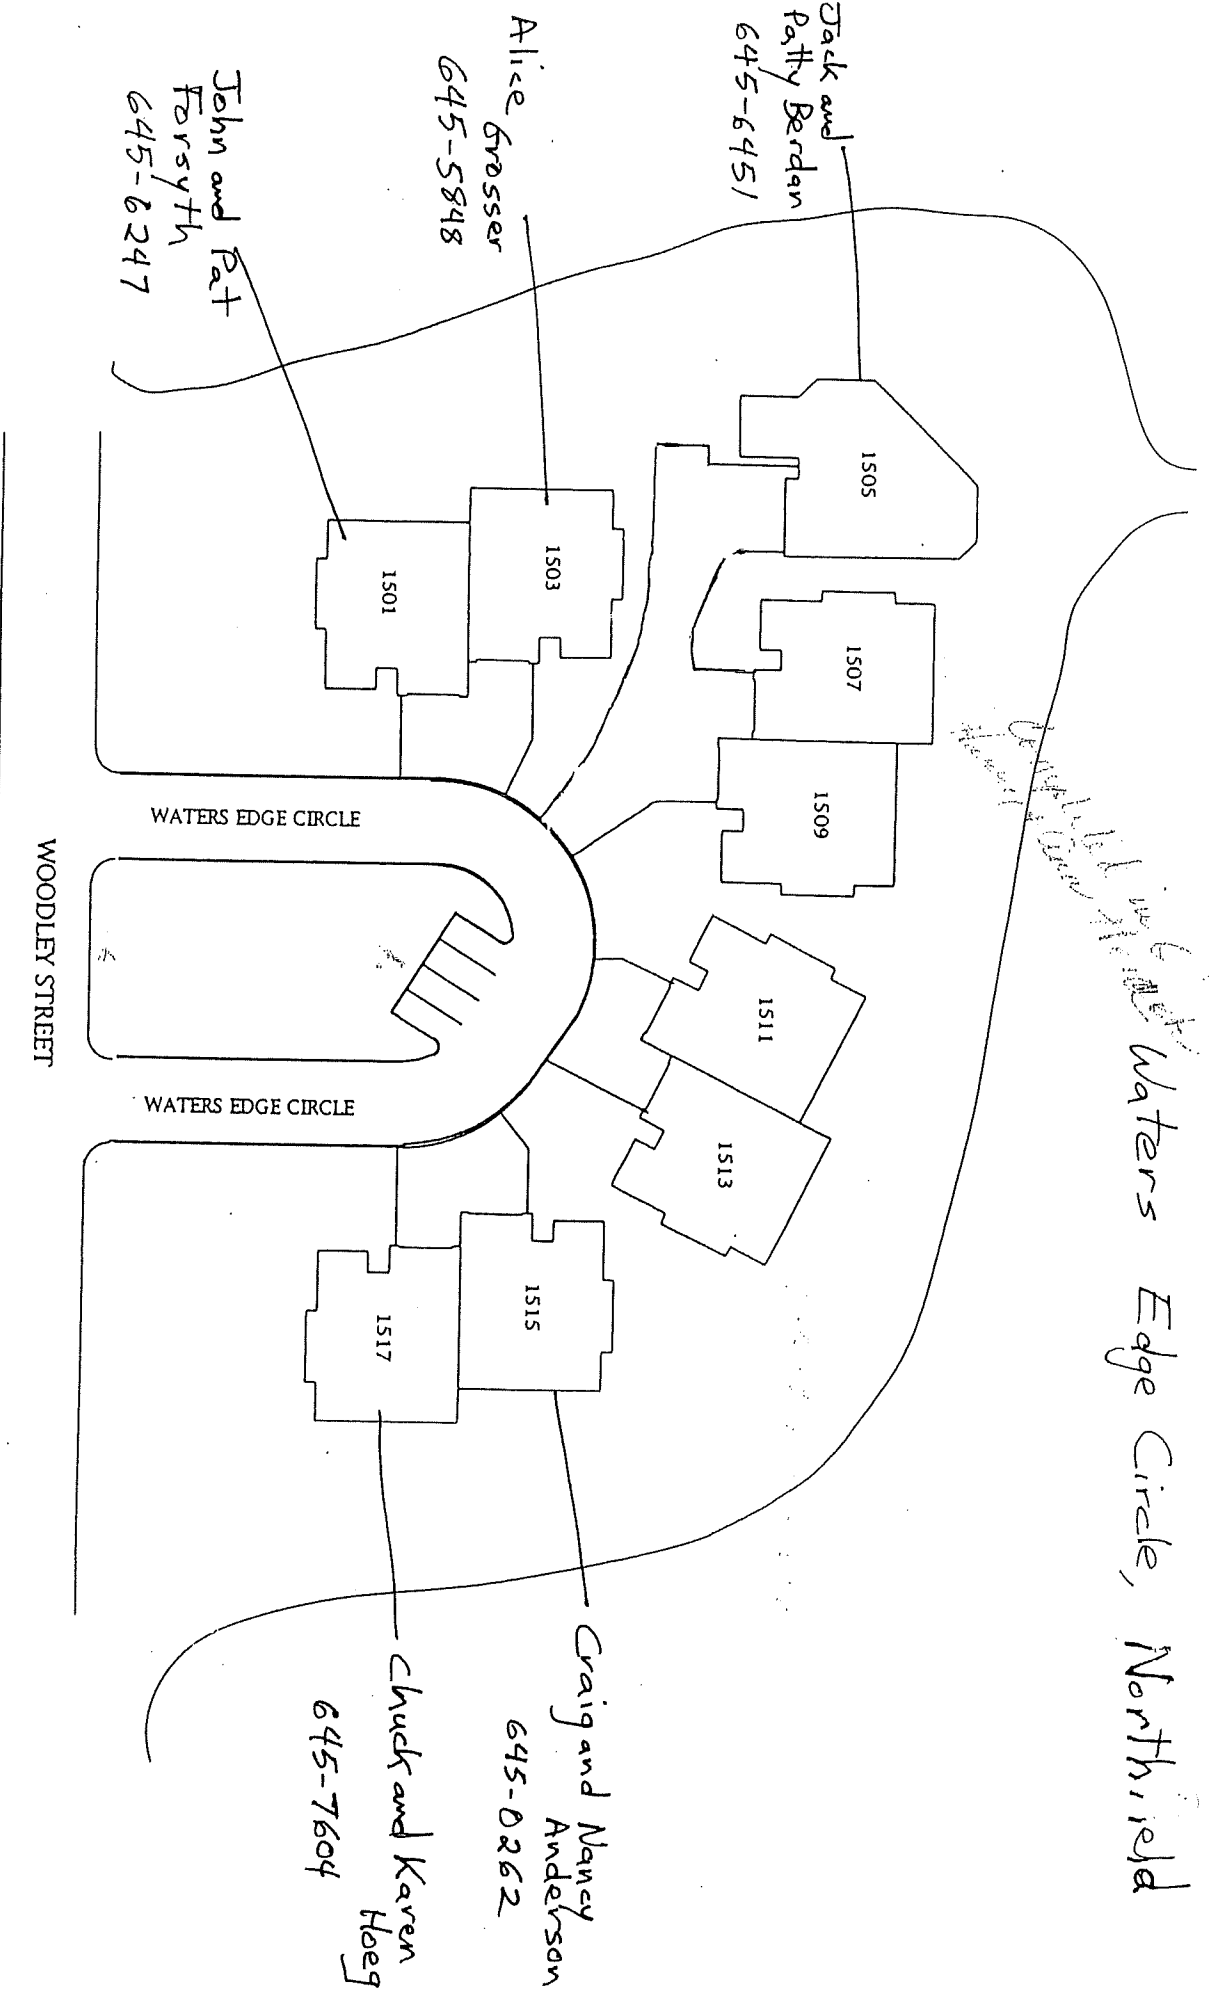 Waters Edge Circle, Northfield
Jack and
Patty Berdan
645-6451
Alice Grosser
645-5848
John and Pat
Forsyth
645-6247
Craig and Nancy
Anderson
645-0262
Chuck and Karen
Hoeg
645-7604
1505
1507
1503
1509
1501
1511
1513
1515
1517
WATERS EDGE CIRCLE
WATERS EDGE CIRCLE
WOODLEY STREET